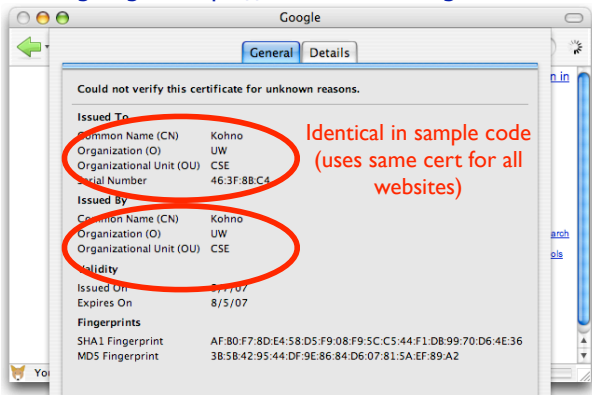 Google
General Details
n in
Could not verify this certificate for unknown reasons.
Issued To
Common Name (CN) Kohno
Organization (O) UW
Organizational Unit (OU) CSE
Serial Number 46:3F:8B:C4
Identical in sample code
(uses same cert for all
websites)
Issued By
Common Name (CN) Kohno
Organization (O) UW
Organizational Unit (OU) CSE
arch
ols
Validity
Issued On
Expires On 8/5/07
Fingerprints
SHA1 Fingerprint AF:B0:F7:8D:E4:58:D5:F9:08:F9:5C:C5:44:F1:DB:99:70:D6:4E:36
MD5 Fingerprint 3B:5B:42:95:44:DF:9E:86:84:D6:07:81:5A:EF:89:A2
You